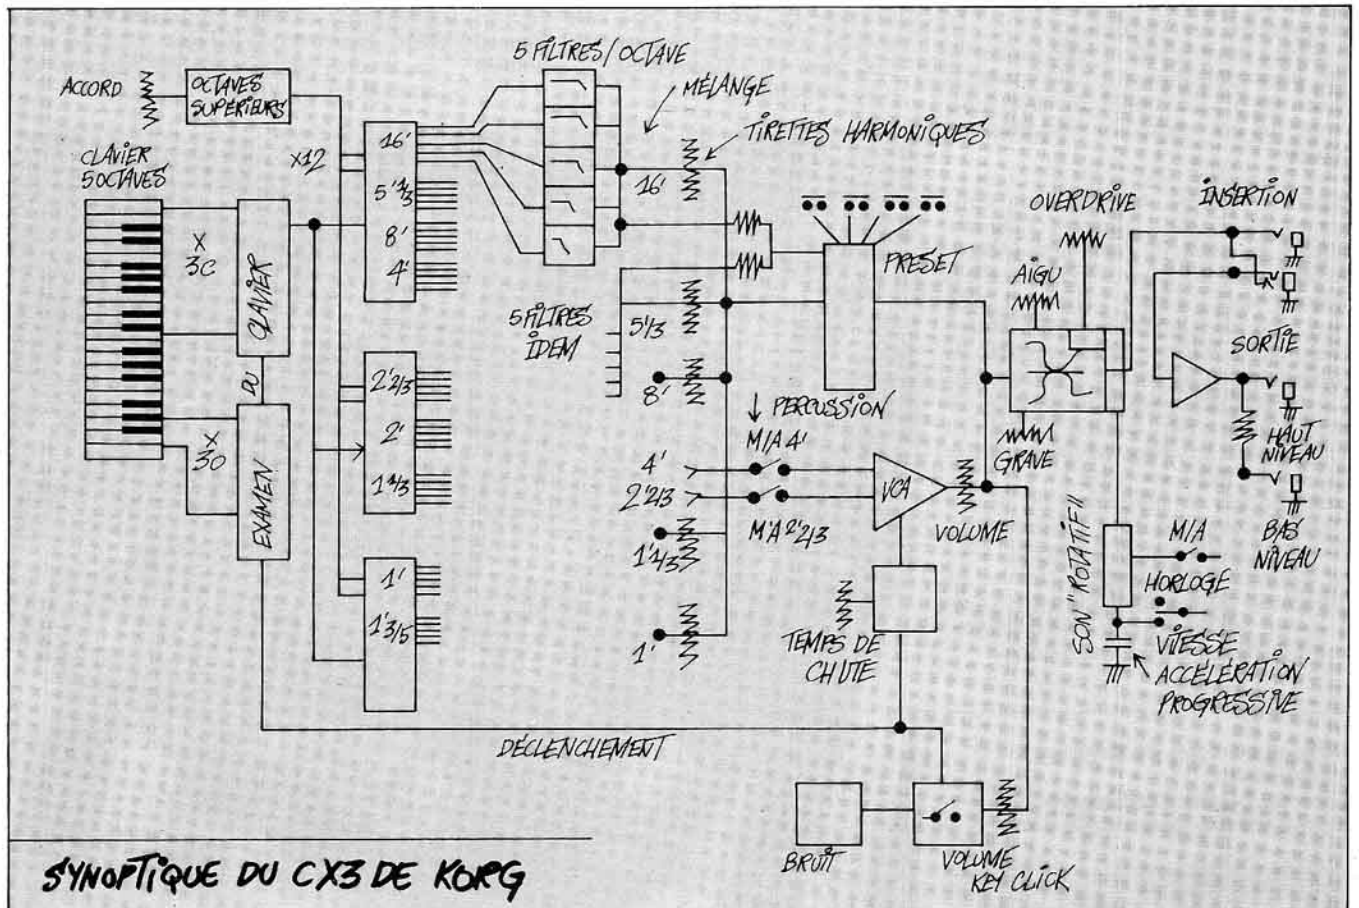 5 FILTRES/OCTAVE
ACCORD
OCTAVES
SUPÉRIEURS
MÉLANGE
TIRETTES HARMONIQUES
CLAVIER
5 OCTAVES
X12
16'
5'1/3
8'
4'
16'
X
30
CLAVIER
DU
EXAMEN
X
30
2'2/3
2'
1'1/3
1'
1'3/5
5 FILTRES
IDEM
5'1/3
8'
4'
2'2/3
1'1/3
1'
PRESET
PERCUSSION
M/A 4'
M/A 2'2/3
VCA
VOLUME
TEMPS DE
CHUTE
OVERDRIVE
AIGU
GRAVE
INSERTION
SORTIE
HAUT
NIVEAU
BAS
NIVEAU
SON "ROTATIF"
M/A
HORLOGE
VITESSE
ACCÉLÉRATION
PROGRESSIVE
DÉCLENCHEMENT
BRUIT
VOLUME
KEY CLICK
SYNOPTIQUE DU CX3 DE KORG